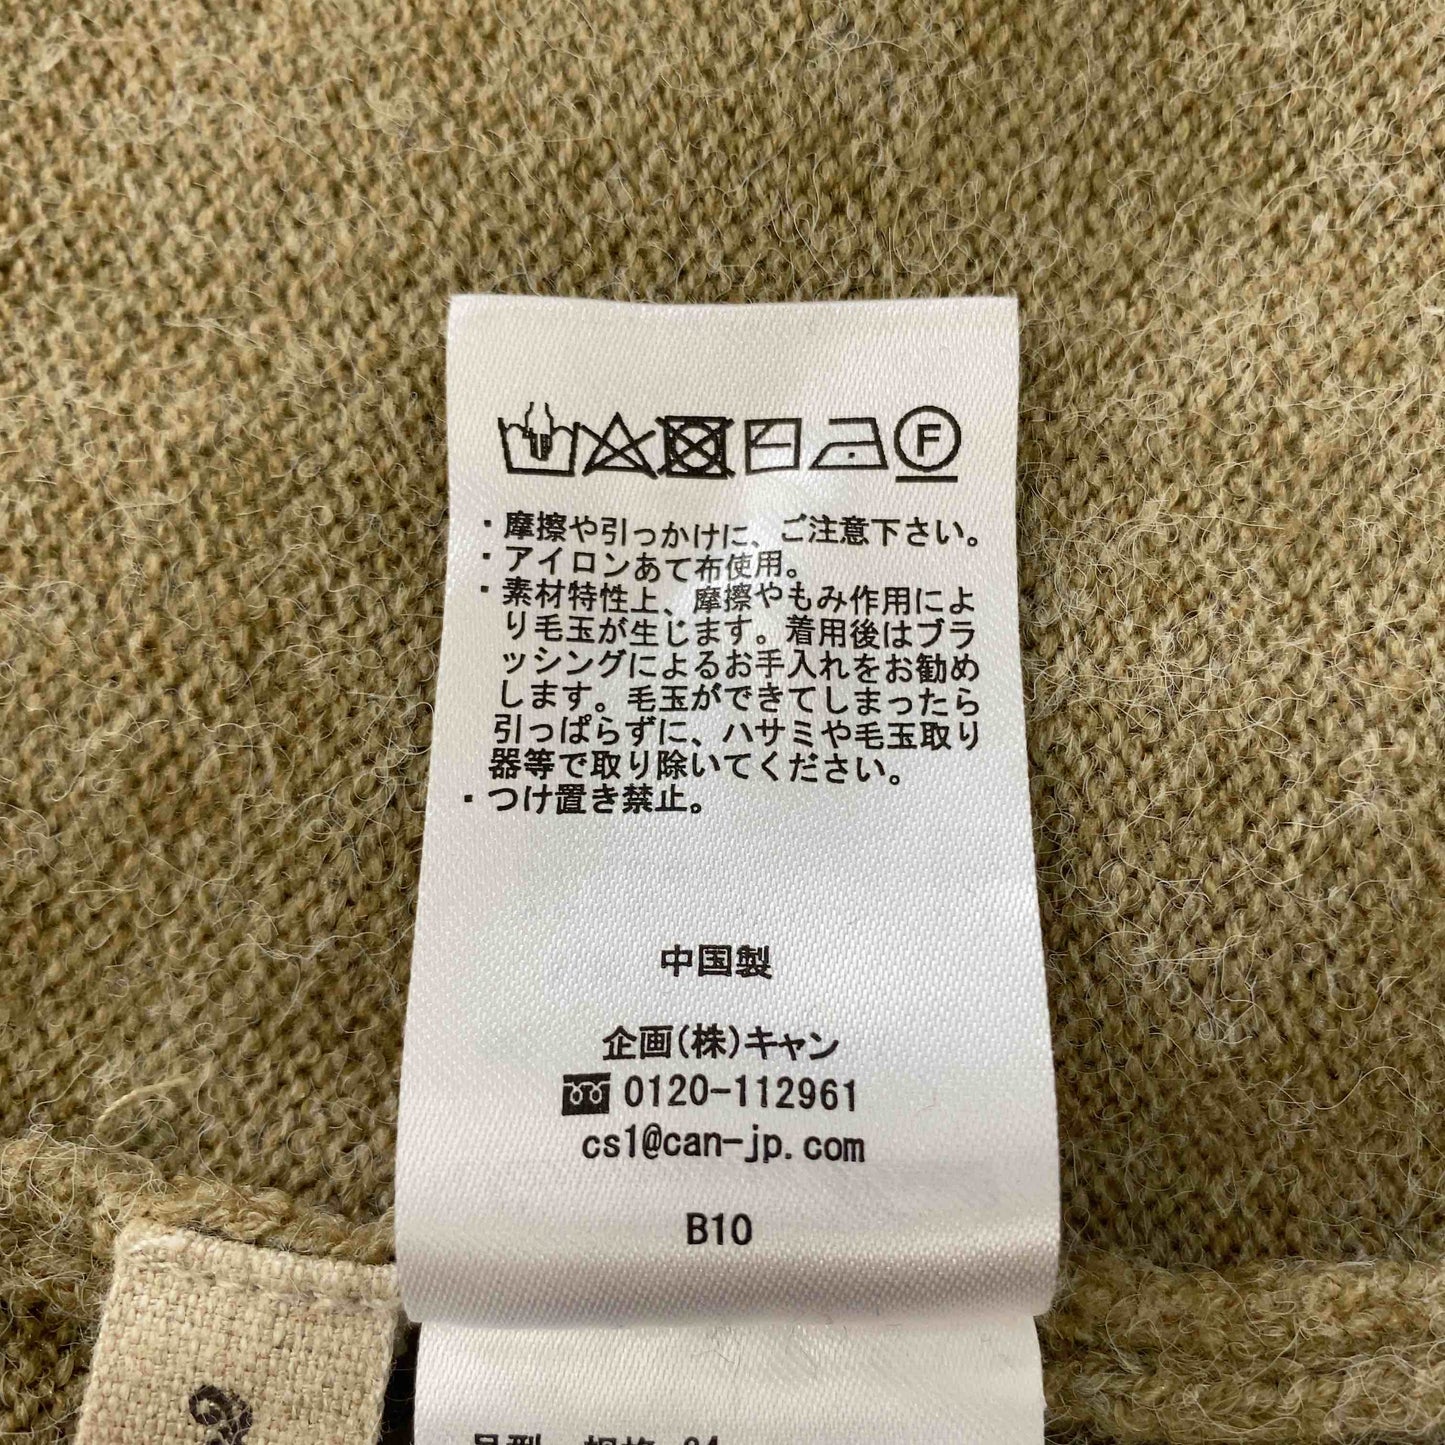 F
・摩擦や引っかけに、ご注意下さい。
・アイロンあて布使用。
・素材特性上、摩擦やもみ作用によ
り毛玉が生じます。着用後はブラ
ッシングによるお手入れをお勧め
します。毛玉ができてしまったら
引っぱらずに、ハサミや毛玉取り
器等で取り除いてください。
・つけ置き禁止。
中国製
企画(株)キャン
0120-112961
cs1@can-jp.com
B10